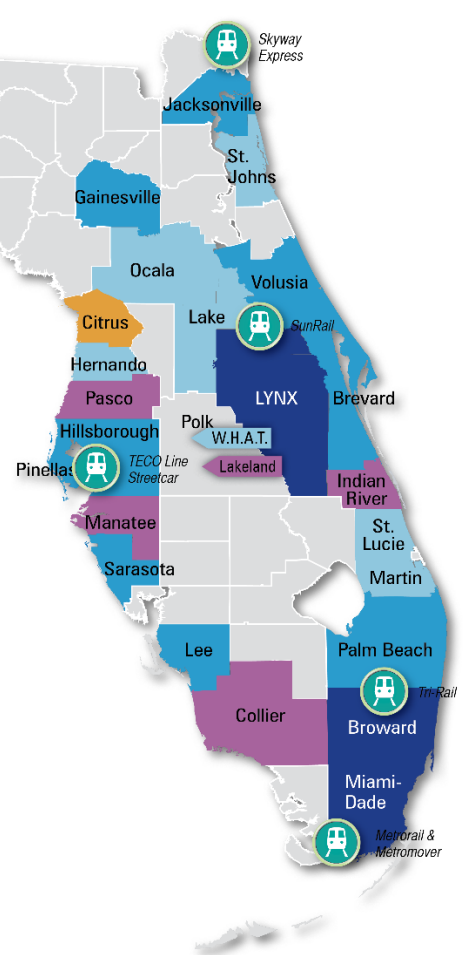 Skyway
Express
Jacksonville
St.
Johns
Gainesville
Ocala
Volusia
Lake
Citrus
SunRail
Hernando
Pasco
LYNX
Brevard
Polk
Hillsborough
W.H.A.T.
Pinellas
TECO Line
Streetcar
Lakeland
Indian
River
Manatee
St.
Lucie
Sarasota
Martin
Lee
Palm Beach
Tri-Rail
Collier
Broward
Miami-
Dade
Metrorail &
Metromover